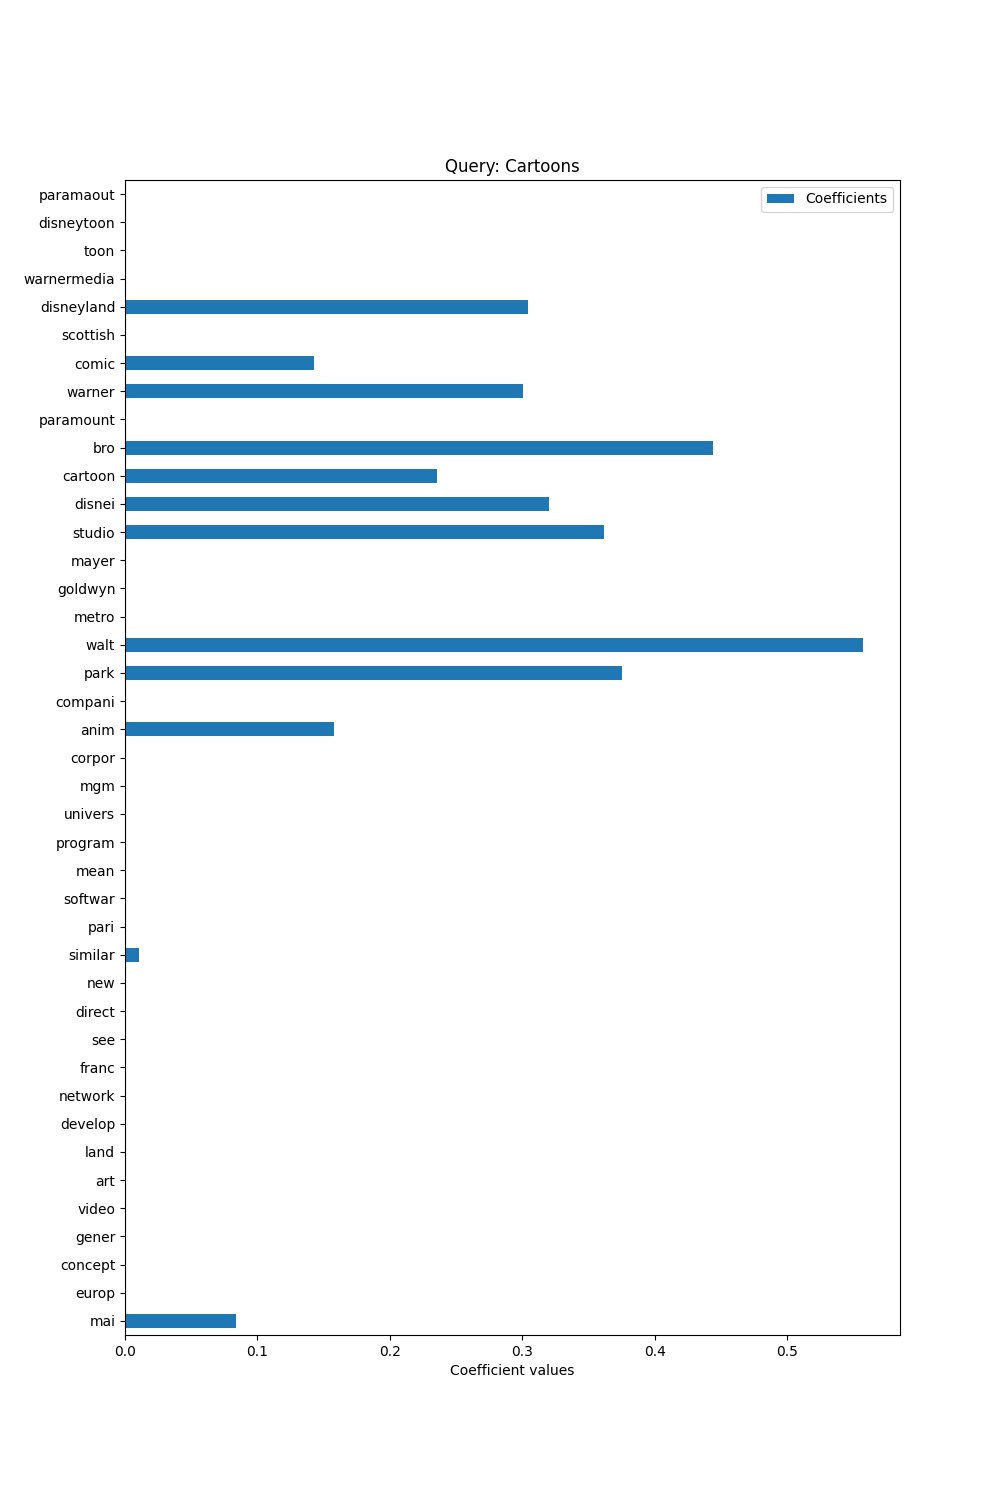 Query: Cartoons
Coefficients
paramaout
disneytoon
toon
warnermedia
disneyland
scottish
comic
warner
paramount
bro
cartoon
disnei
studio
mayer
goldwyn
metro
walt
park
compani
anim
corpor
mgm
univers
program
mean
softwar
pari
similar
new
direct
see
franc
network
develop
land
art
video
gener
concept
europ
mai
0.0 0.1 0.2 0.3 0.4 0.5
Coefficient values